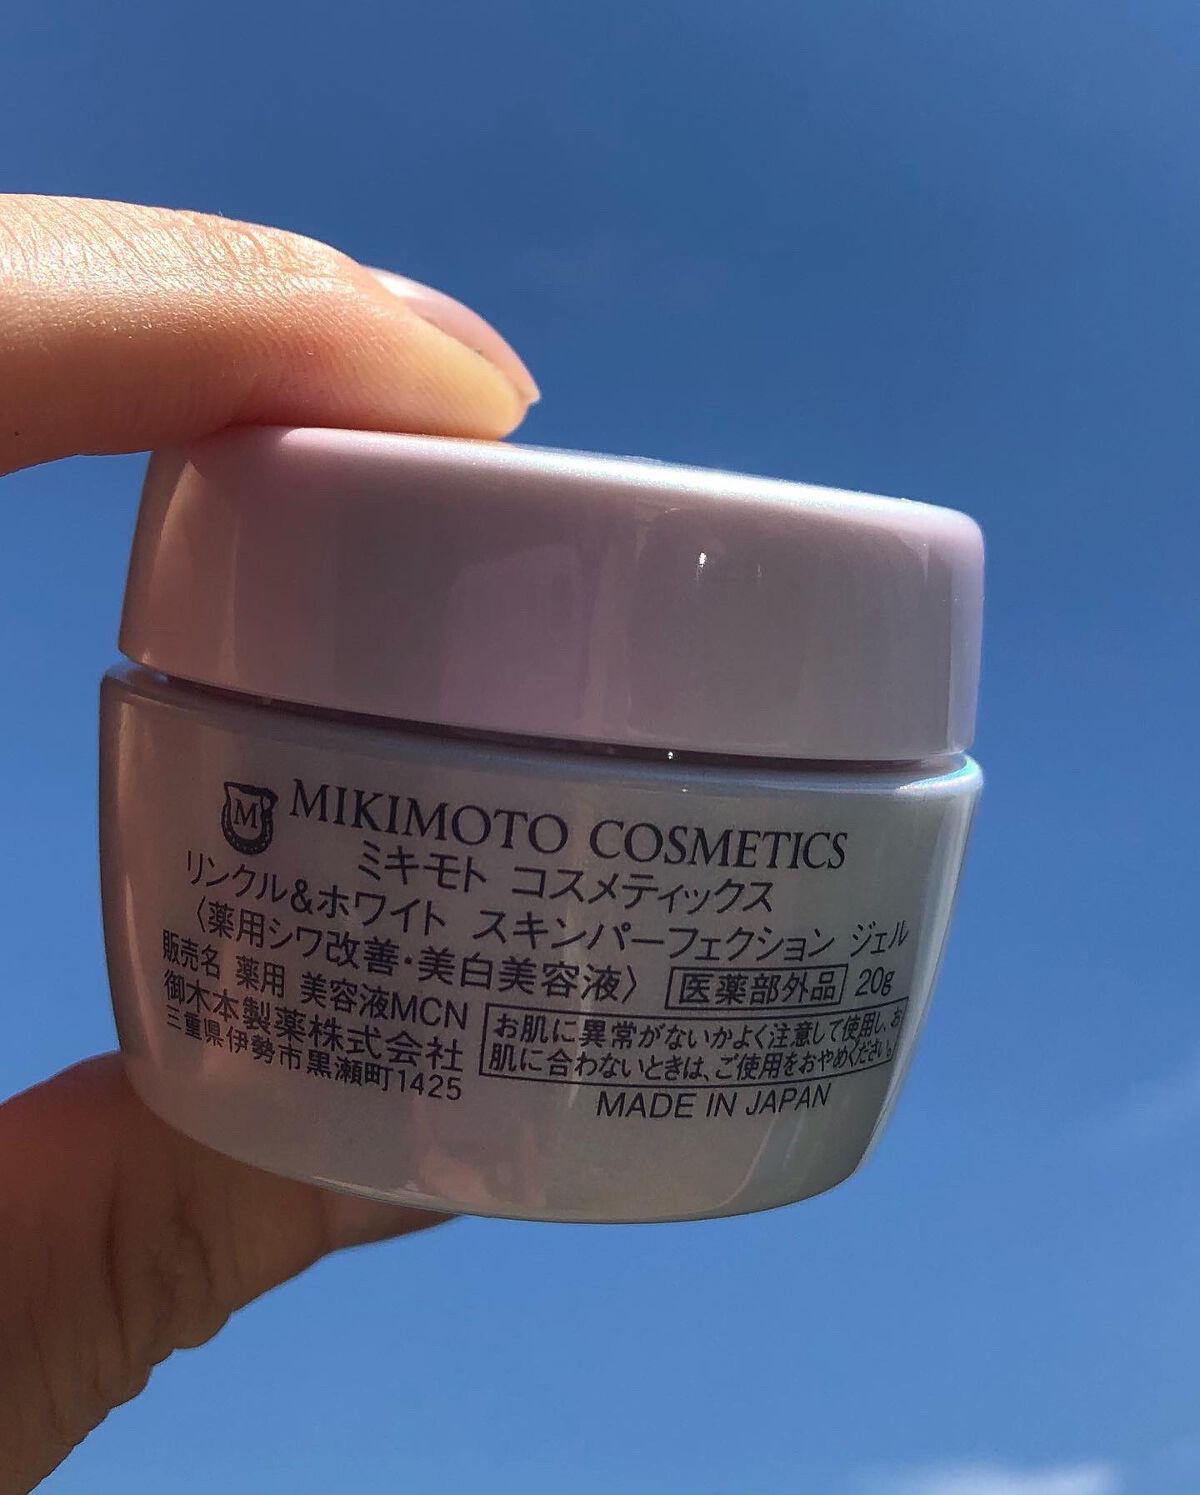 M MIKIMOTO COSMETICS
ミキモト コスメティックス
リンクル&ホワイト スキンパーフェクション ジェル
〈薬用シワ改善・美白美容液〉 医薬部外品 20g
販売名 薬用 美容液MCN
御木本製薬株式会社
三重県伊勢市黒瀬町1425
お肌に異常がないかよく注意して使用し、お
肌に合わないときは、ご使用をおやめください。
MADE IN JAPAN